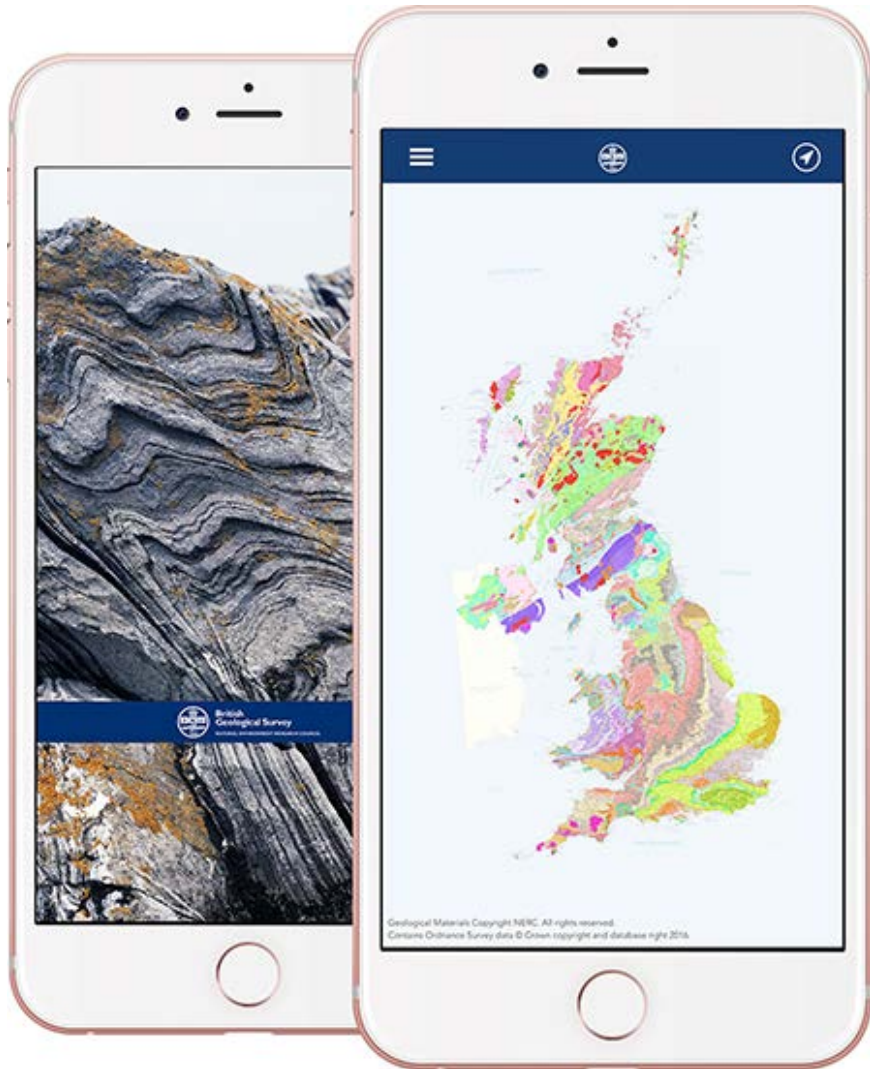 British
Geological Survey
NATURAL ENVIRONMENT RESEARCH COUNCIL
Geological Materials Copyright NERC. All rights reserved.
Contains Ordnance Survey data © Crown copyright and database right 2016